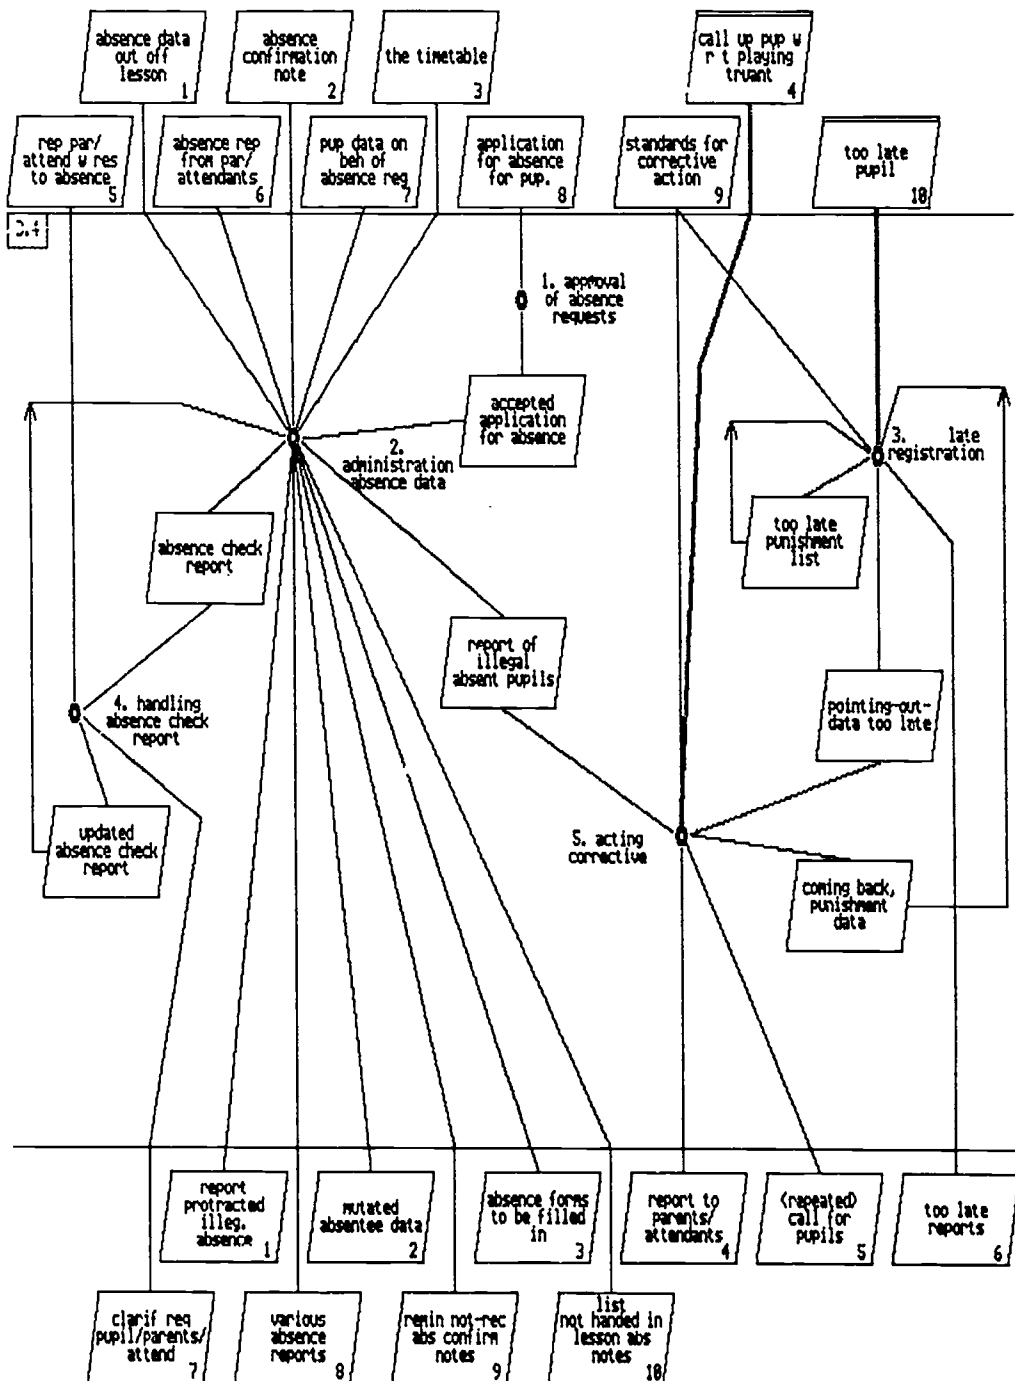 absence data
out off
lesson
1
absence
confirmation
note
2
the timetable
3
call up pup w
r t playing
truant
4
rep par/
attend w res
to absence
5
absence rep
from par/
attendants
6
pup data on
beh of
absence reg
7
application
for absence
for pup.
8
standards for
corrective
action
9
too late
pupil
10
1. approval
of absence
requests
accepted
application
for absence
2.
administration
absence data
3. late
registration
too late
punishment
list
absence check
report
report of
illegal
absent pupils
pointing-out-
data too late
4. handling
absence check
report
updated
absence check
report
5. acting
corrective
coming back,
punishment
data
report
protracted
illeg.
absence
1
mutated
absentee data
2
absence forms
to be filled
in
3
report to
parents/
attendants
4
<repeated>
call for
pupils
5
too late
reports
6
clarif req
pupil/parents/
attend
7
various
absence
reports
8
remin not-rec
abs confirm
notes
9
list
not handed in
lesson abs
notes
10